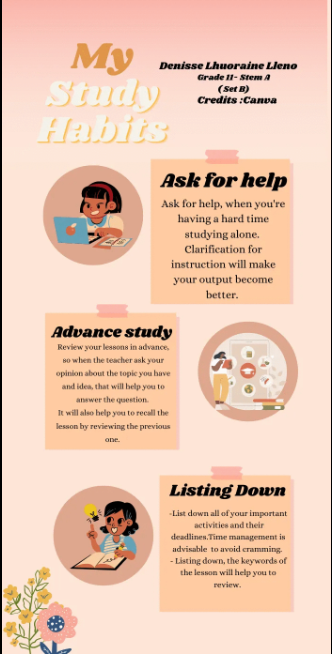 My
Study
Habits
Denisse Lhuoraine Lleno
Grade 11- Stem A
( Set B)
Credits :Canva
Ask for help
Ask for help, when you're
having a hard time
studying alone.
Clarification for
instruction will make
your output become
better.
Advance study
Review your lessons in advance,
so when the teacher ask your
opinion about the topic you have
and idea, that will help you to
answer the question.
It will also help you to recall the
lesson by reviewing the previous
one.
Listing Down
-List down all of your important
activities and their
deadlines.Time management is
advisable to avoid cramming.
- Listing down, the keywords of
the lesson will help you to
review.